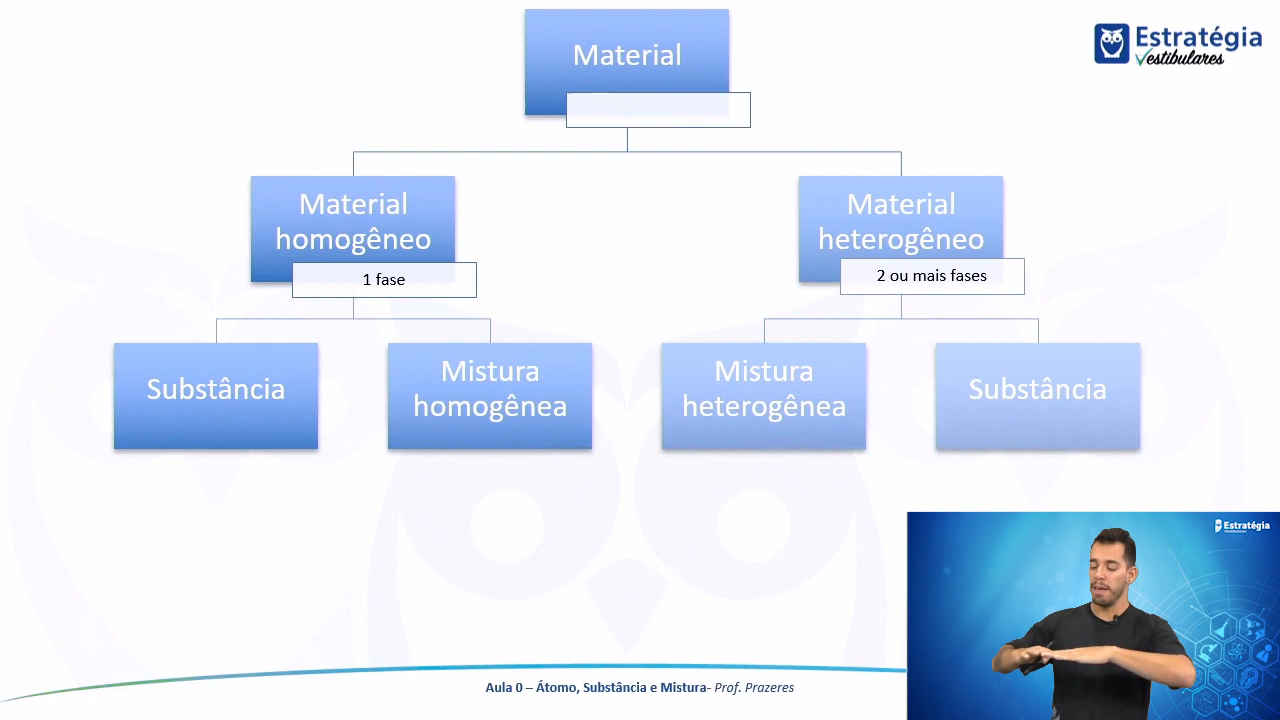 Material
Estratégia
Vestibulares
Material
homogêneo
1 fase
Material
heterogêneo
2 ou mais fases
Substância
Mistura
homogênea
Mistura
heterogênea
Substância
Estratégia
Vestibulares
Aula 0 – Átomo, Substância e Mistura- Prof. Prazeres